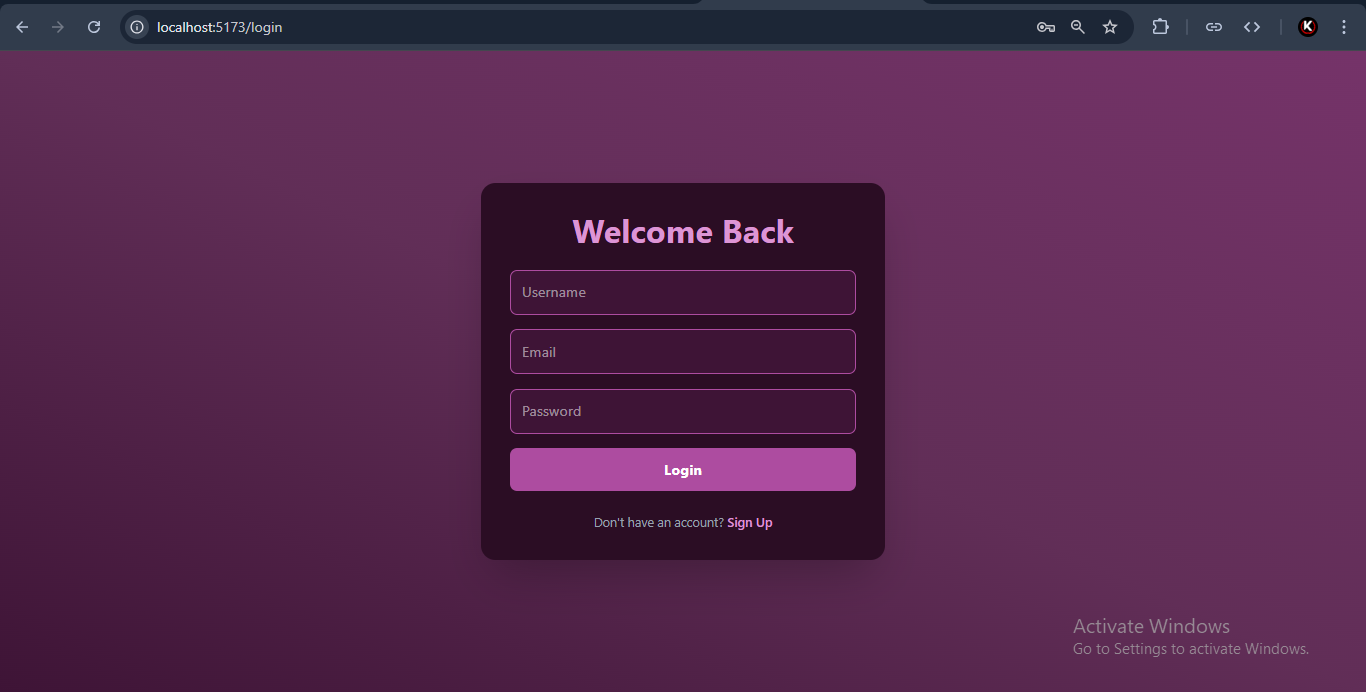 localhost:5173/login
K
Welcome Back
Username
Email
Password
Login
Don't have an account? Sign Up
Activate Windows
Go to Settings to activate Windows.